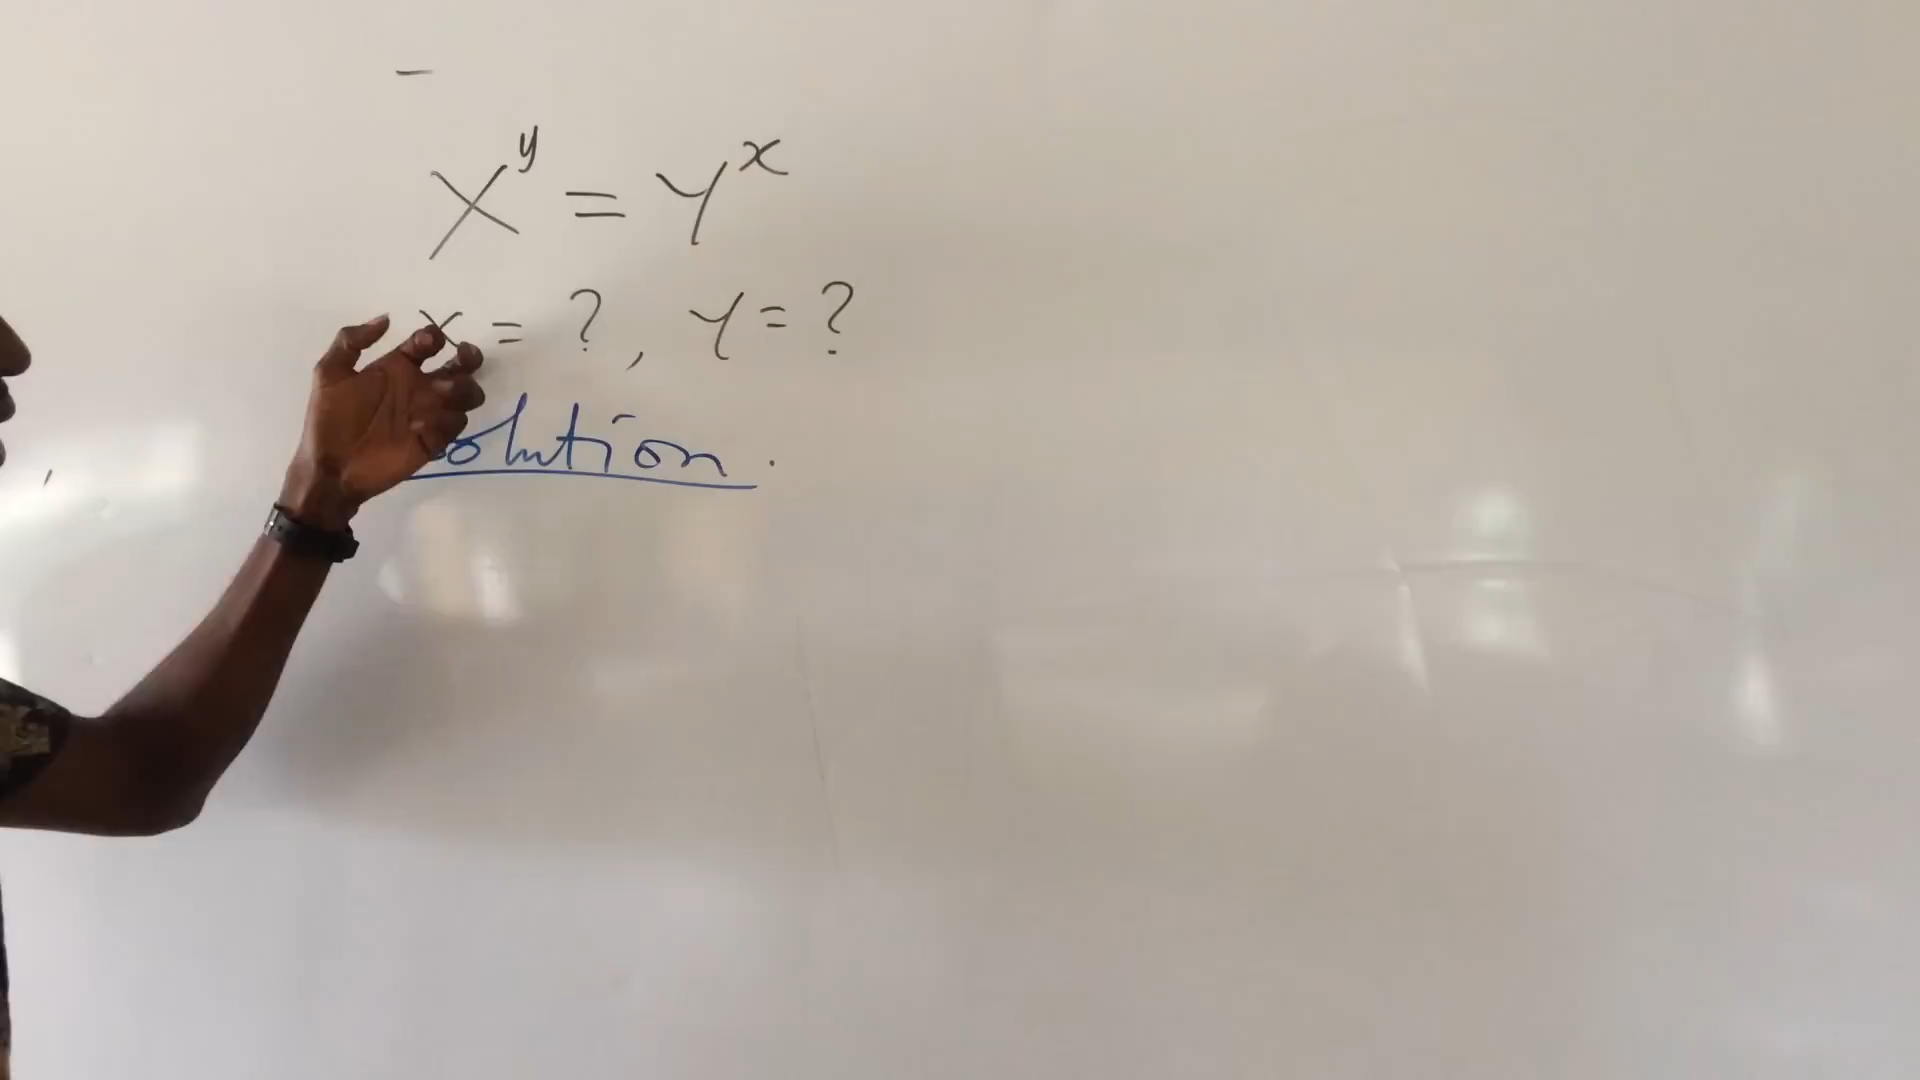 X^y = Y^x
x = ?, Y = ?
olution.